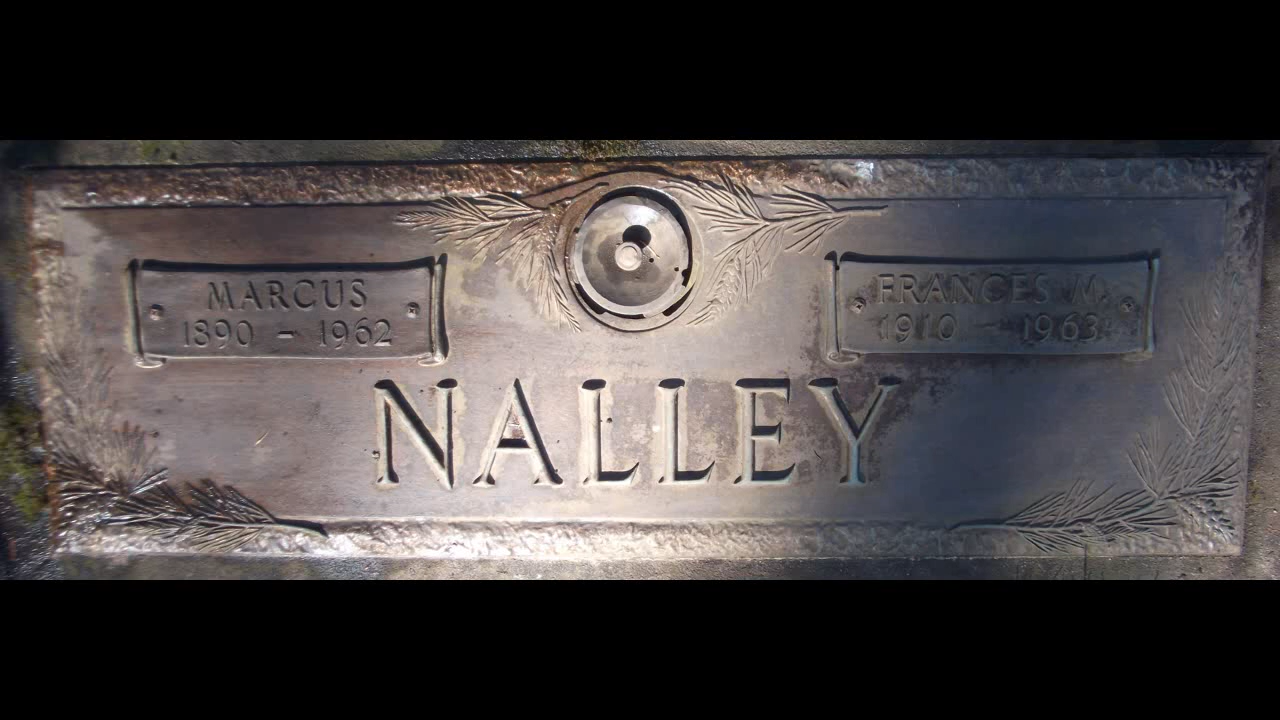 MARCUS
1890 - 1962
FRANCES M.
1910 - 1963
NALLEY